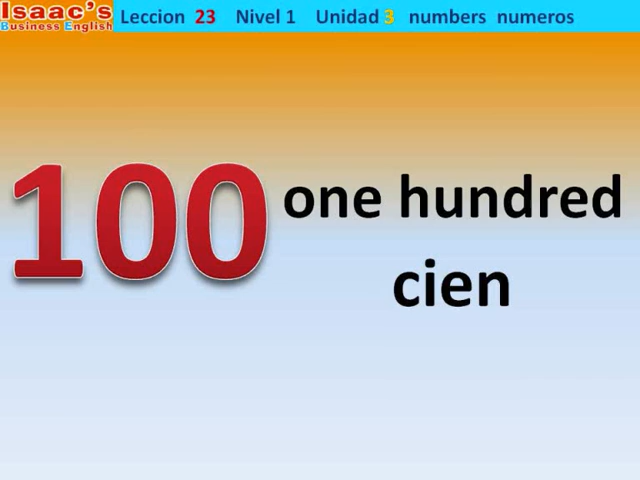 Isaac's
Business English
Leccion 23 Nivel 1 Unidad 3 numbers numeros
100
one hundred
cien